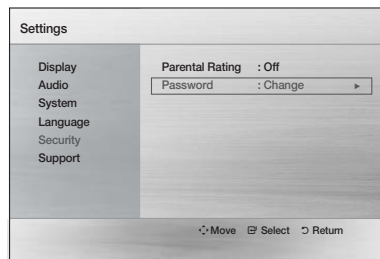 Settings
Display
Audio
System
Language
Security
Support
Parental Rating : Off
Password : Change ►
Move Select Return